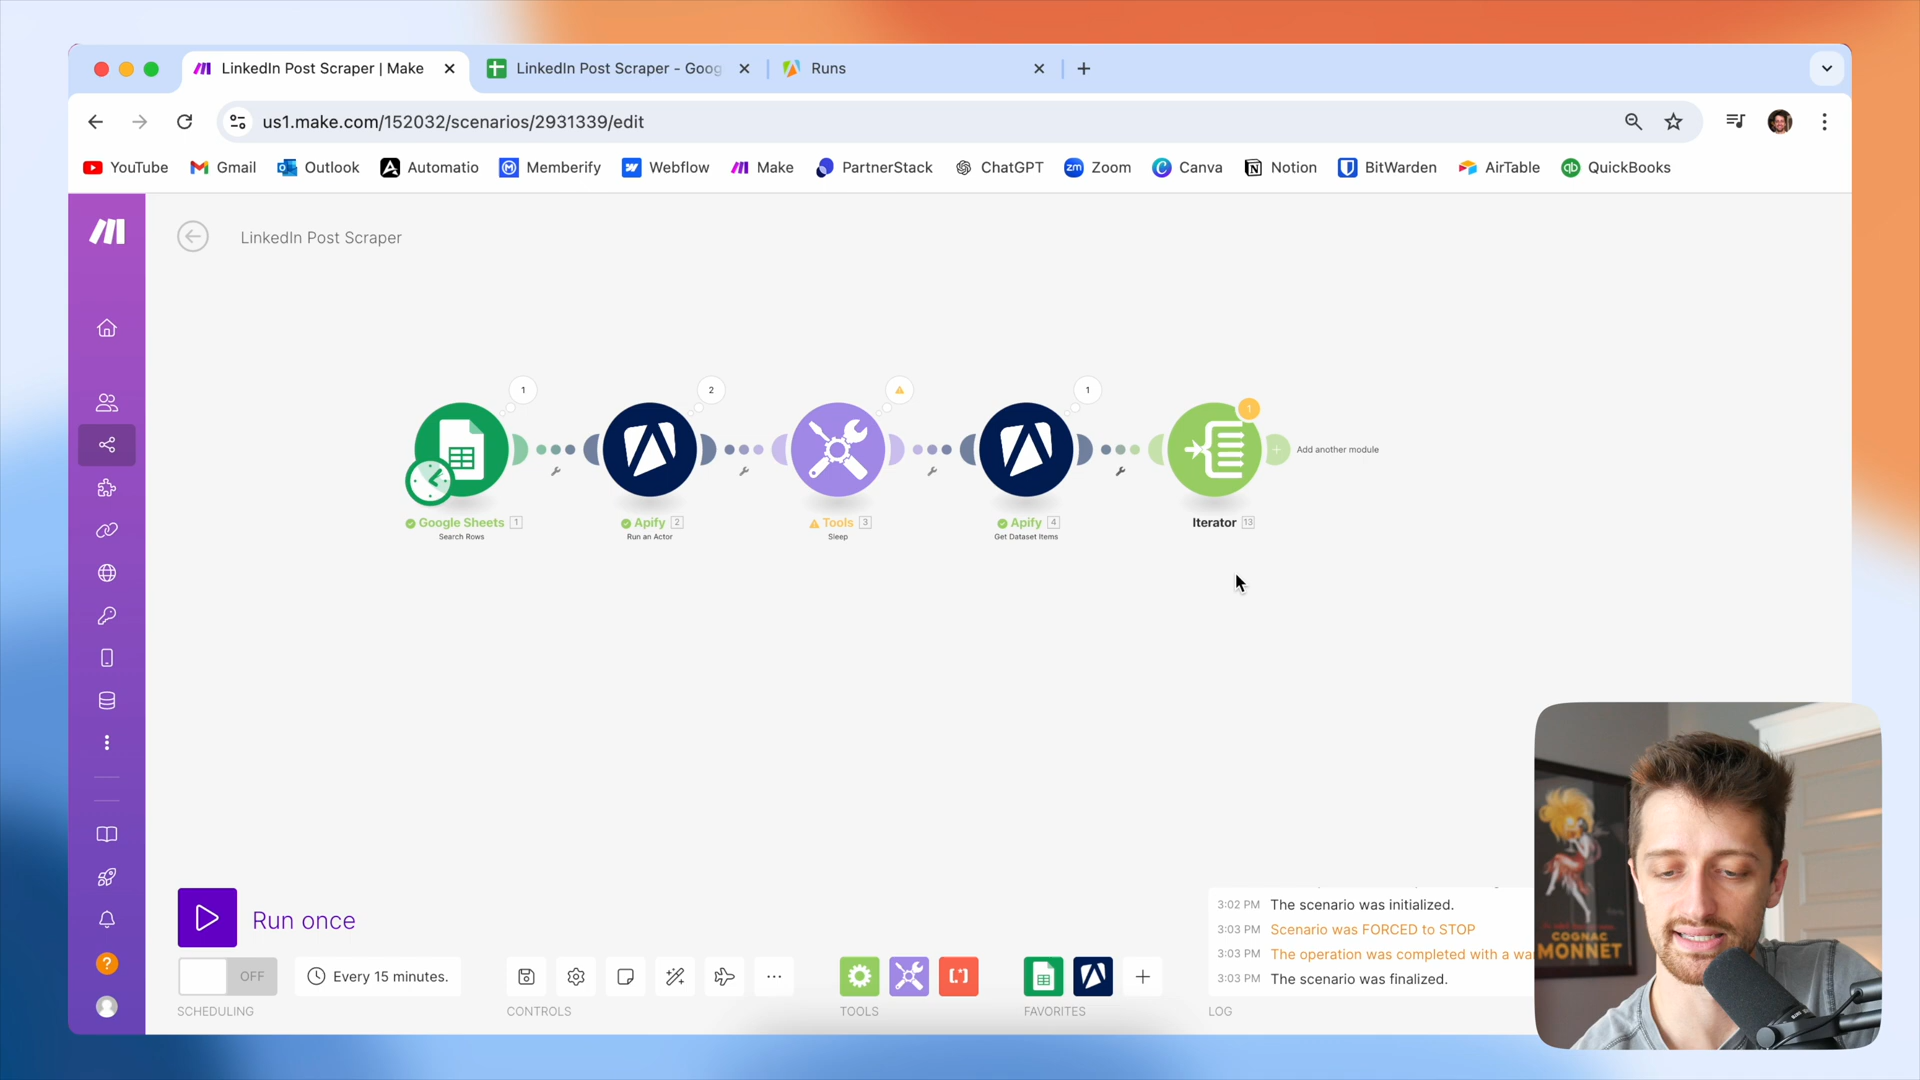 LinkedIn Post Scraper | Make
LinkedIn Post Scraper - Goog
Runs
us1.make.com/152032/scenarios/2931339/edit
YouTube
Gmail
Outlook
Automatio
Memberify
Webflow
Make
PartnerStack
ChatGPT
Zoom
Canva
Notion
BitWarden
AirTable
QuickBooks
LinkedIn Post Scraper
1
2
1
1
Add another module
Google Sheets 1
Search Rows
Apify 2
Run an Actor
Tools 3
Sleep
Apify 4
Get Dataset Items
Iterator 13
Run once
3:02 PM The scenario was initialized.
3:03 PM Scenario was FORCED to STOP
3:03 PM The operation was completed with a wa
3:03 PM The scenario was finalized.
OFF
Every 15 minutes.
SCHEDULING
CONTROLS
TOOLS
FAVORITES
LOG
COGNAC
MONNET